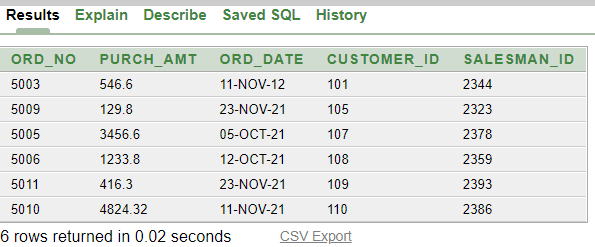 Results Explain Describe Saved SQL History
ORD_NO PURCH_AMT ORD_DATE CUSTOMER_ID SALESMAN_ID
5003 546.6 11-NOV-12 101 2344
5009 129.8 23-NOV-21 105 2323
5005 3456.6 05-OCT-21 107 2378
5006 1233.8 12-OCT-21 108 2359
5011 416.3 23-NOV-21 109 2393
5010 4824.32 11-NOV-21 110 2386
6 rows returned in 0.02 seconds CSV Export